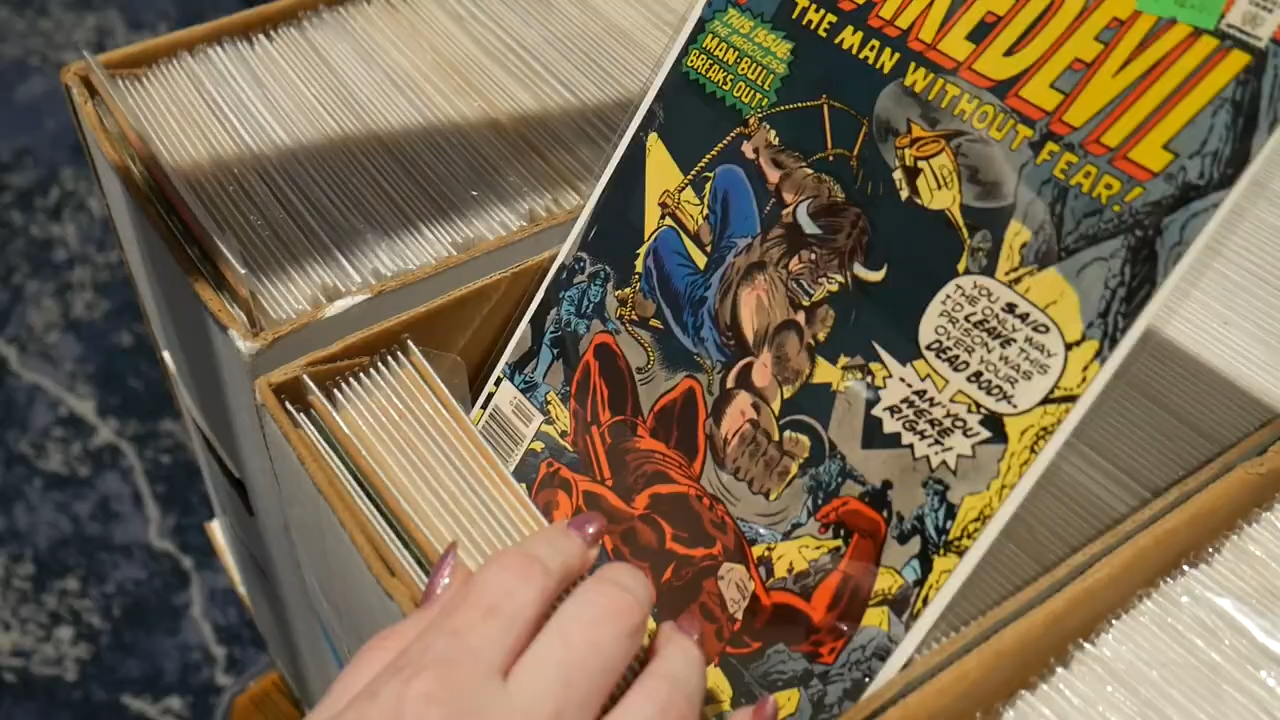 DAREDEVIL
THE MAN WITHOUT FEAR!
THIS ISSUE:
THE MERCILESS
MAN-BULL
BREAKS OUT!
YOU SAID
THE ONLY WAY
I'D LEAVE THIS
PRISON WAS
OVER YOUR
DEAD BODY--
--AN' YOU
WERE
RIGHT!